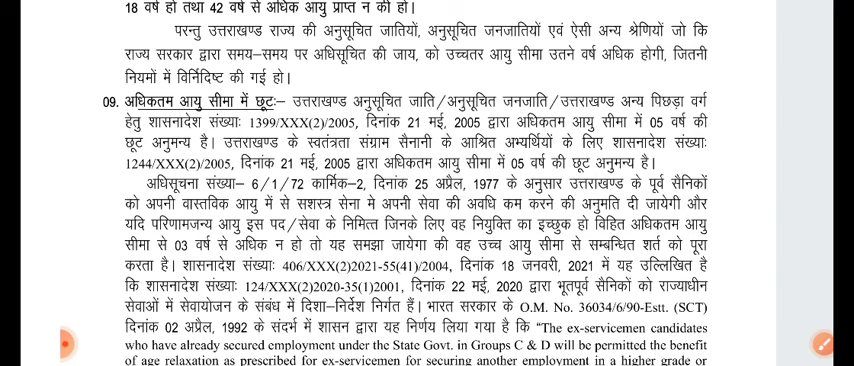 18 वर्ष हो तथा 42 वर्ष से अधिक आयु प्राप्त न की हो।
परन्तु उत्तराखण्ड राज्य की अनुसूचित जातियों, अनुसूचित जनजातियों एवं ऐसी अन्य श्रेणियों जो कि
राज्य सरकार द्वारा समय–समय पर अधिसूचित की जाय, को उच्चतर आयु सीमा उतने वर्ष अधिक होगी, जितनी
नियमों में विर्निदिष्ट की गई हो।
09. अधिकतम आयु सीमा में छूटः– उत्तराखण्ड अनुसूचित जाति/अनुसूचित जनजाति/उत्तराखण्ड अन्य पिछड़ा वर्ग
हेतु शासनादेश संख्याः 1399/XXX(2)/2005, दिनांक 21 मई, 2005 द्वारा अधिकतम आयु सीमा में 05 वर्ष की
छूट अनुमन्य है। उत्तराखण्ड के स्वतंत्रता संग्राम सैनानी के आश्रित अभ्यर्थियों के लिए शासनादेश संख्याः
1244/XXX(2)/2005, दिनांक 21 मई, 2005 द्वारा अधिकतम आयु सीमा में 05 वर्ष की छूट अनुमन्य है।
अधिसूचना संख्या– 6/1/72 कार्मिक–2, दिनांक 25 अप्रैल, 1977 के अनुसार उत्तराखण्ड के पूर्व सैनिकों
को अपनी वास्तविक आयु में से सशस्त्र सेना मे अपनी सेवा की अवधि कम करने की अनुमति दी जायेगी और
यदि परिणामजन्य आयु इस पद/सेवा के निमित्त जिनके लिए वह नियुक्ति का इच्छुक हो विहित अधिकतम आयु
सीमा से 03 वर्ष से अधिक न हो तो यह समझा जायेगा की वह उच्च आयु सीमा से सम्बन्धित शर्त को पूरा
करता है। शासनादेश संख्याः 406/XXX(2)2021-55(41)/2004, दिनांक 18 जनवरी, 2021 में यह उल्लिखित है
कि शासनादेश संख्याः 124/XXX(2)2020-35(1)2001, दिनांक 22 मई, 2020 द्वारा भूतपूर्व सैनिकों को राज्याधीन
सेवाओं में सेवायोजन के संबंध में दिशा–निर्देश निर्गत हैं। भारत सरकार के O.M. No. 36034/6/90-Estt. (SCT)
दिनांक 02 अप्रैल, 1992 के संदर्भ में शासन द्वारा यह निर्णय लिया गया है कि “The ex-servicemen candidates
who have already secured employment under the State Govt. in Groups C & D will be permitted the benefit
of age relaxation as prescribed for ex-servicemen for securing another employment in a higher grade or